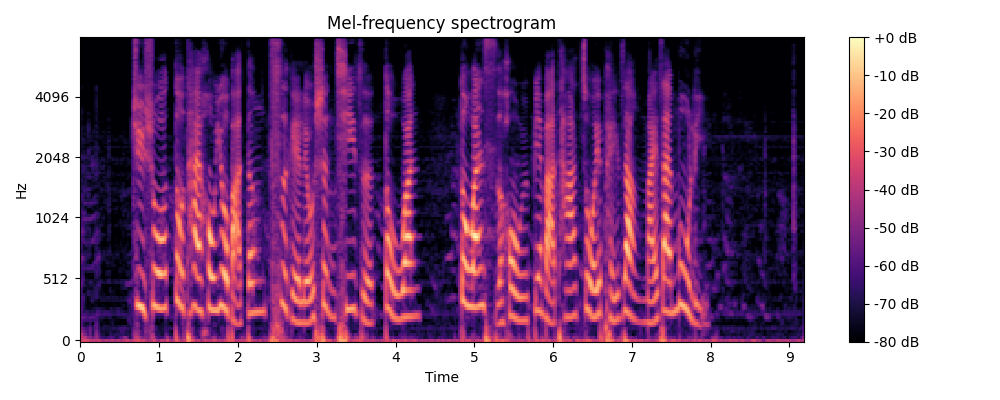 Mel-frequency spectrogram
Hz
4096
2048
1024
512
0
0 1 2 3 4 5 6 7 8 9
Time
+0 dB
-10 dB
-20 dB
-30 dB
-40 dB
-50 dB
-60 dB
-70 dB
-80 dB